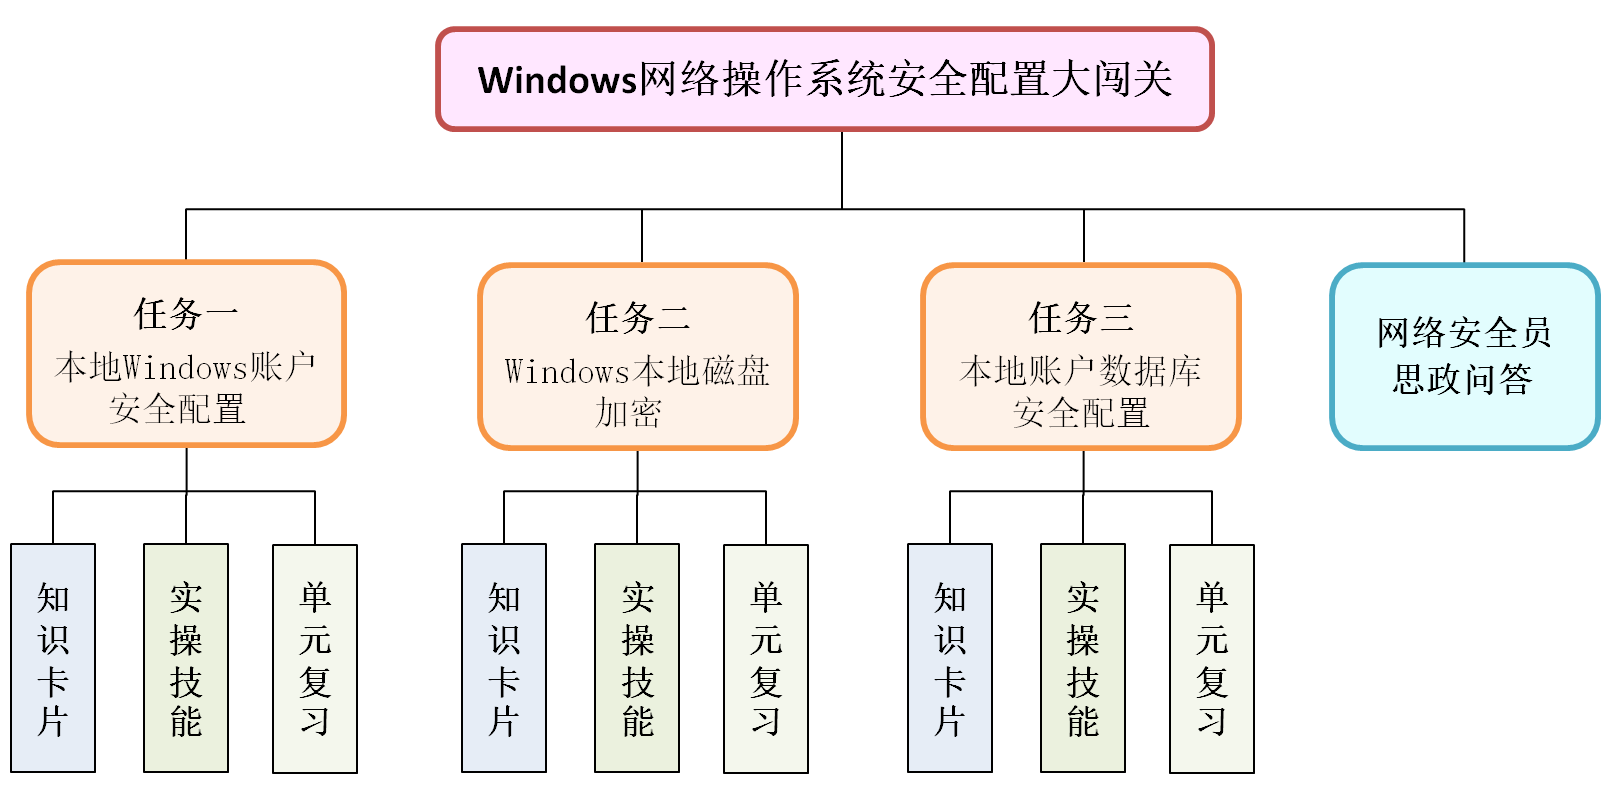 Windows网络操作系统安全配置大闯关
任务一
本地Windows账户
安全配置
任务二
Windows本地磁盘
加密
任务三
本地账户数据库
安全配置
网络安全员
思政问答
知识卡片
实操技能
单元复习
知识卡片
实操技能
单元复习
知识卡片
实操技能
单元复习